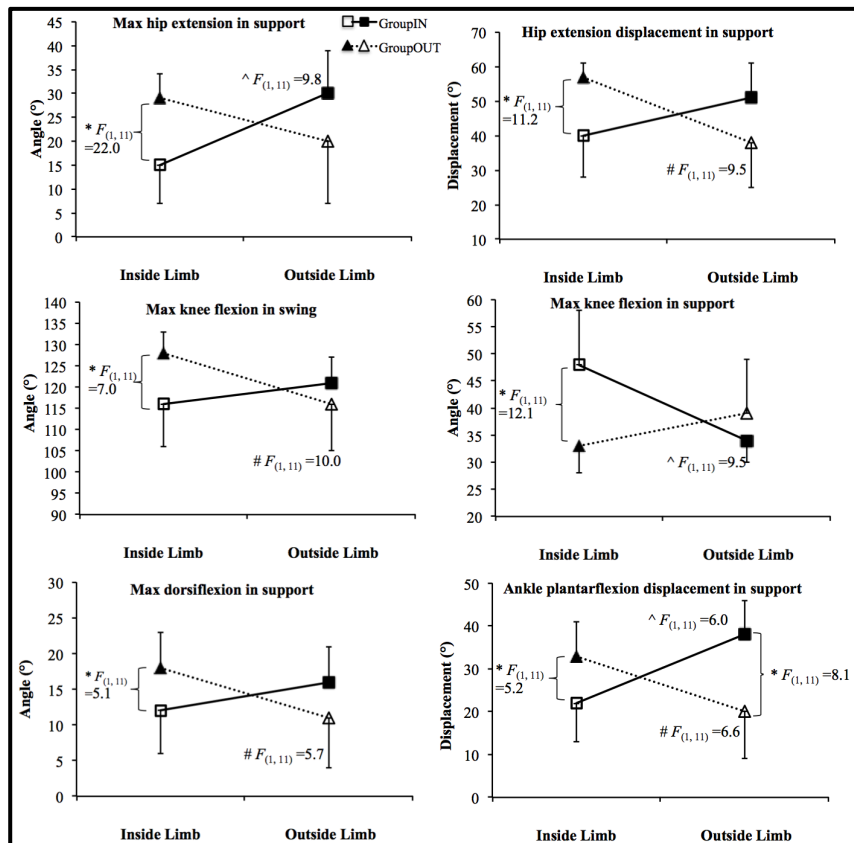 Max hip extension in support
GroupIN
GroupOUT
45
40
35
30
25
20
15
10
5
0
Angle (°)
^ F(1, 11) =9.8
* F(1, 11)
=22.0
Inside Limb
Outside Limb
Hip extension displacement in support
70
60
50
40
30
20
10
Displacement (°)
* F(1, 11)
=11.2
# F(1, 11) =9.5
Inside Limb
Outside Limb
Max knee flexion in swing
140
135
130
125
120
115
110
105
100
95
90
Angle (°)
* F(1, 11)
=7.0
# F(1, 11) =10.0
Inside Limb
Outside Limb
Max knee flexion in support
60
55
50
45
40
35
30
25
20
Angle (°)
* F(1, 11)
=12.1
^ F(1, 11) =9.5
Inside Limb
Outside Limb
Max dorsiflexion in support
30
25
20
15
10
5
0
Angle (°)
* F(1, 11)
=5.1
# F(1, 11) =5.7
Inside Limb
Outside Limb
Ankle plantarflexion displacement in support
50
40
30
20
10
0
Displacement (°)
^ F(1, 11) =6.0
* F(1, 11)
=5.2
* F(1, 11) =8.1
# F(1, 11) =6.6
Inside Limb
Outside Limb